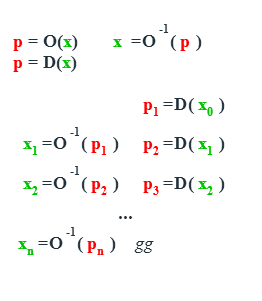 p = O(x) x =O⁻¹( p )
p = D(x)
p₁ =D( x₀ )
x₁ =O⁻¹( p₁ ) p₂ =D( x₁ )
x₂ =O⁻¹( p₂ ) p₃ =D( x₂ )
...
xₙ =O⁻¹( pₙ ) gg